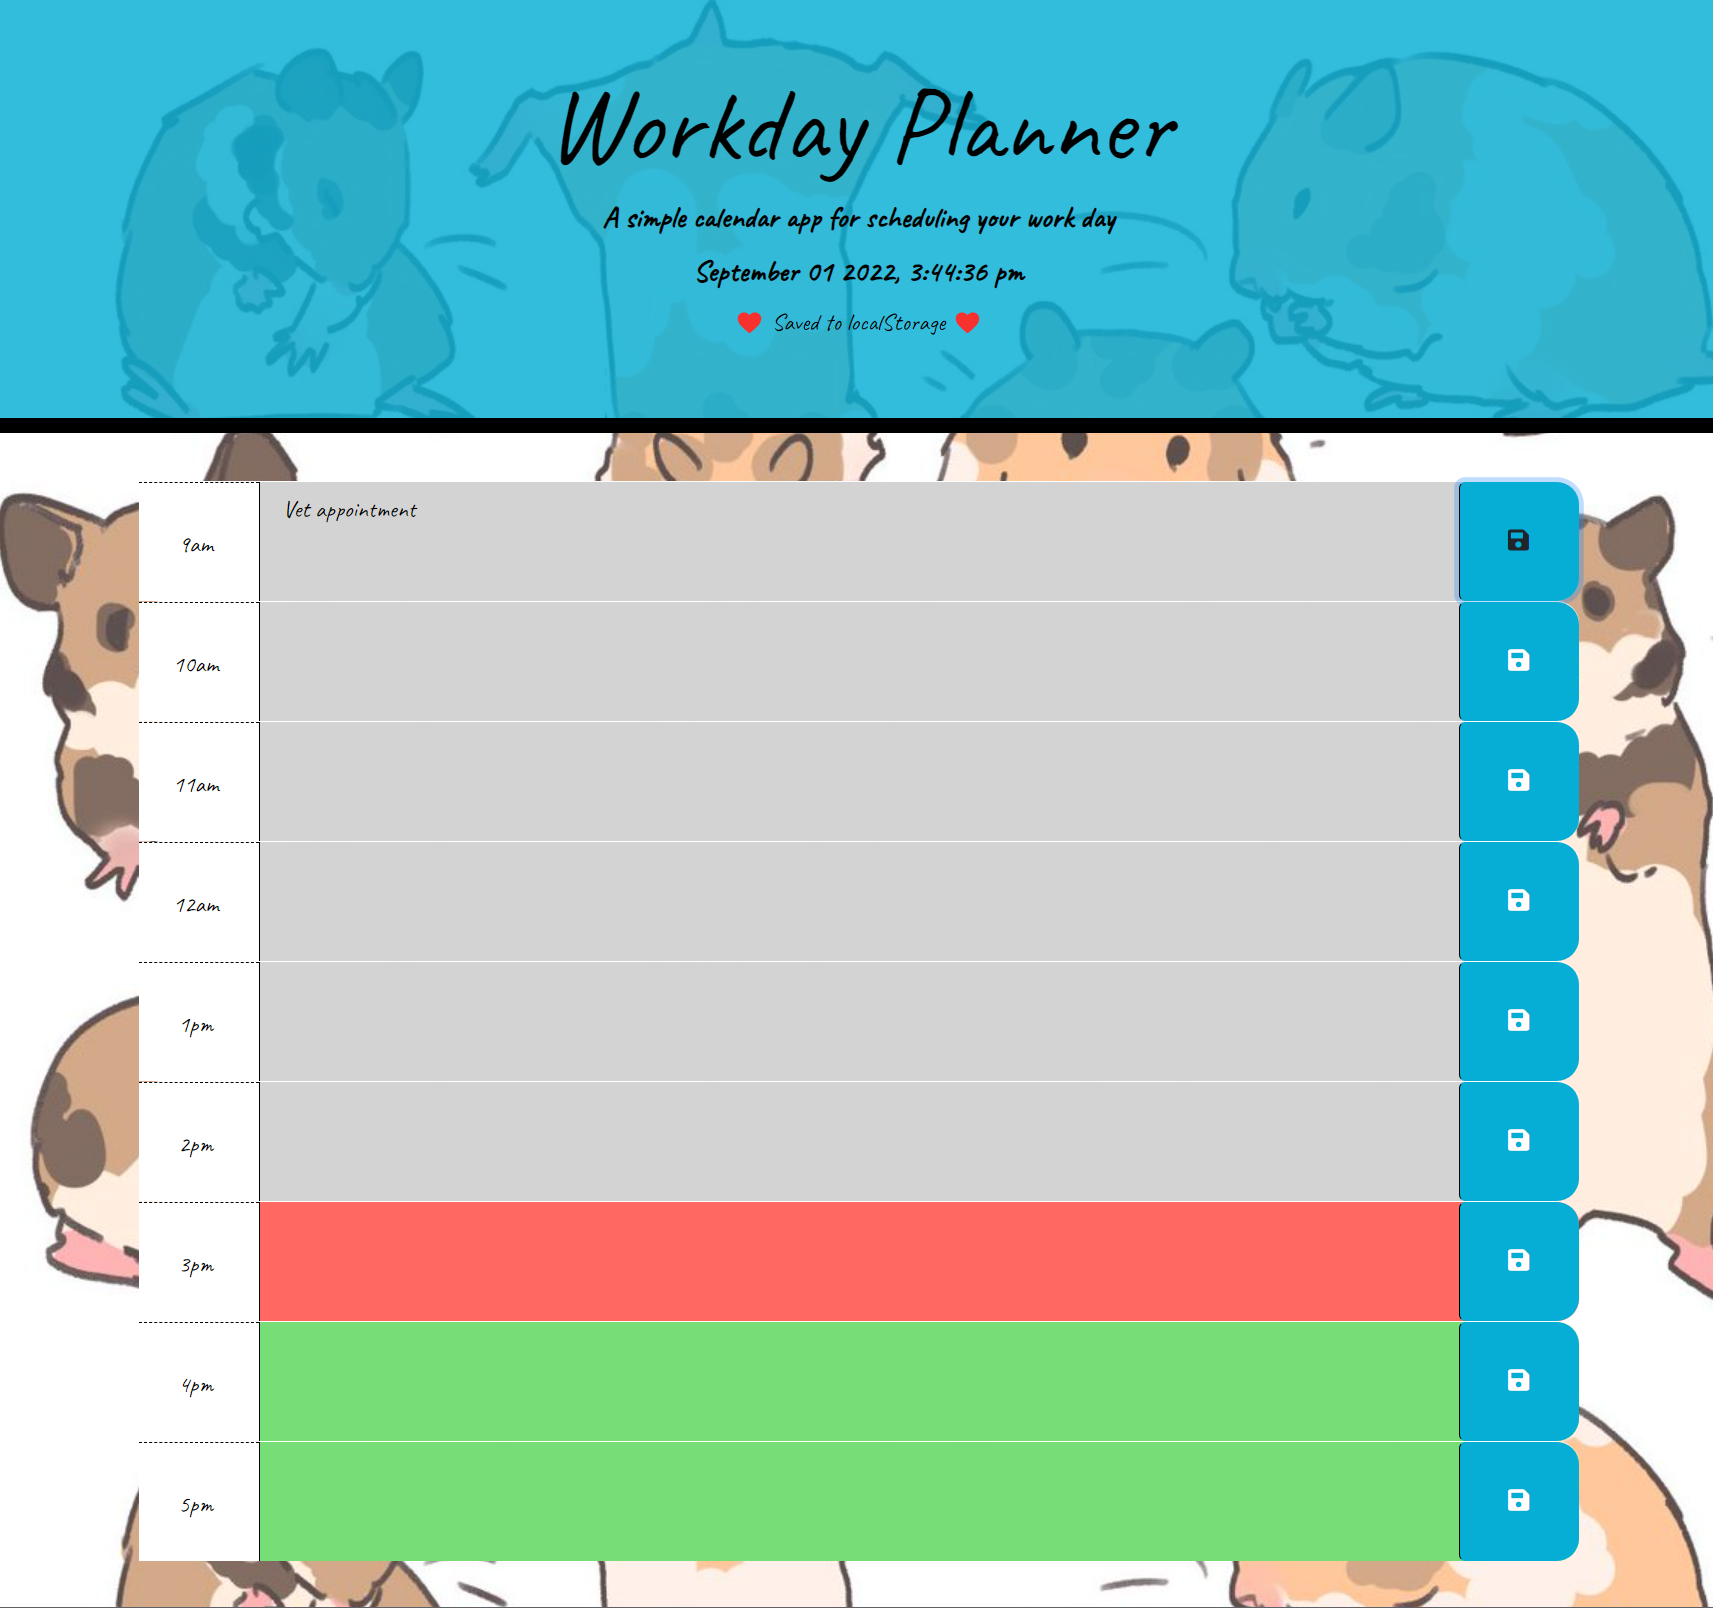 Workday Planner
A simple calendar app for scheduling your work day
September 01 2022, 3:44:36 pm
Saved to localStorage
9am
Vet appointment
10am
11am
12am
1pm
2pm
3pm
4pm
5pm